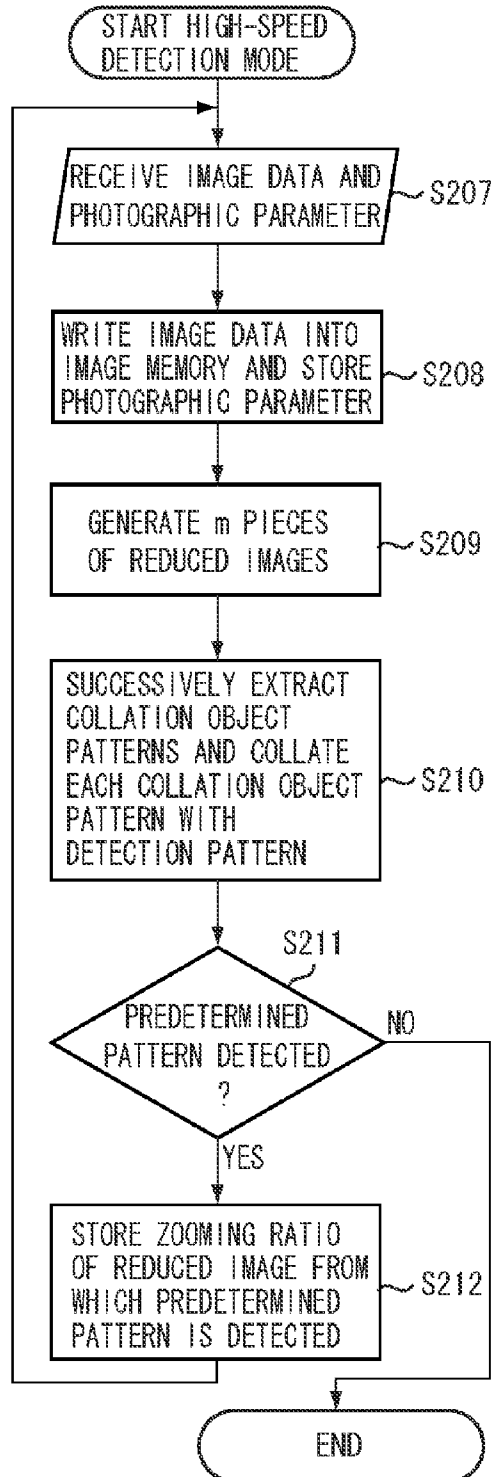 START HIGH-SPEED
DETECTION MODE
RECEIVE IMAGE DATA AND
PHOTOGRAPHIC PARAMETER
S207
WRITE IMAGE DATA INTO
IMAGE MEMORY AND STORE
PHOTOGRAPHIC PARAMETER
S208
GENERATE m PIECES
OF REDUCED IMAGES
S209
SUCCESSIVELY EXTRACT
COLLATION OBJECT
PATTERNS AND COLLATE
EACH COLLATION OBJECT
PATTERN WITH
DETECTION PATTERN
S210
S211
PREDETERMINED
PATTERN DETECTED
?
NO
YES
STORE ZOOMING RATIO
OF REDUCED IMAGE FROM
WHICH PREDETERMINED
PATTERN IS DETECTED
S212
END